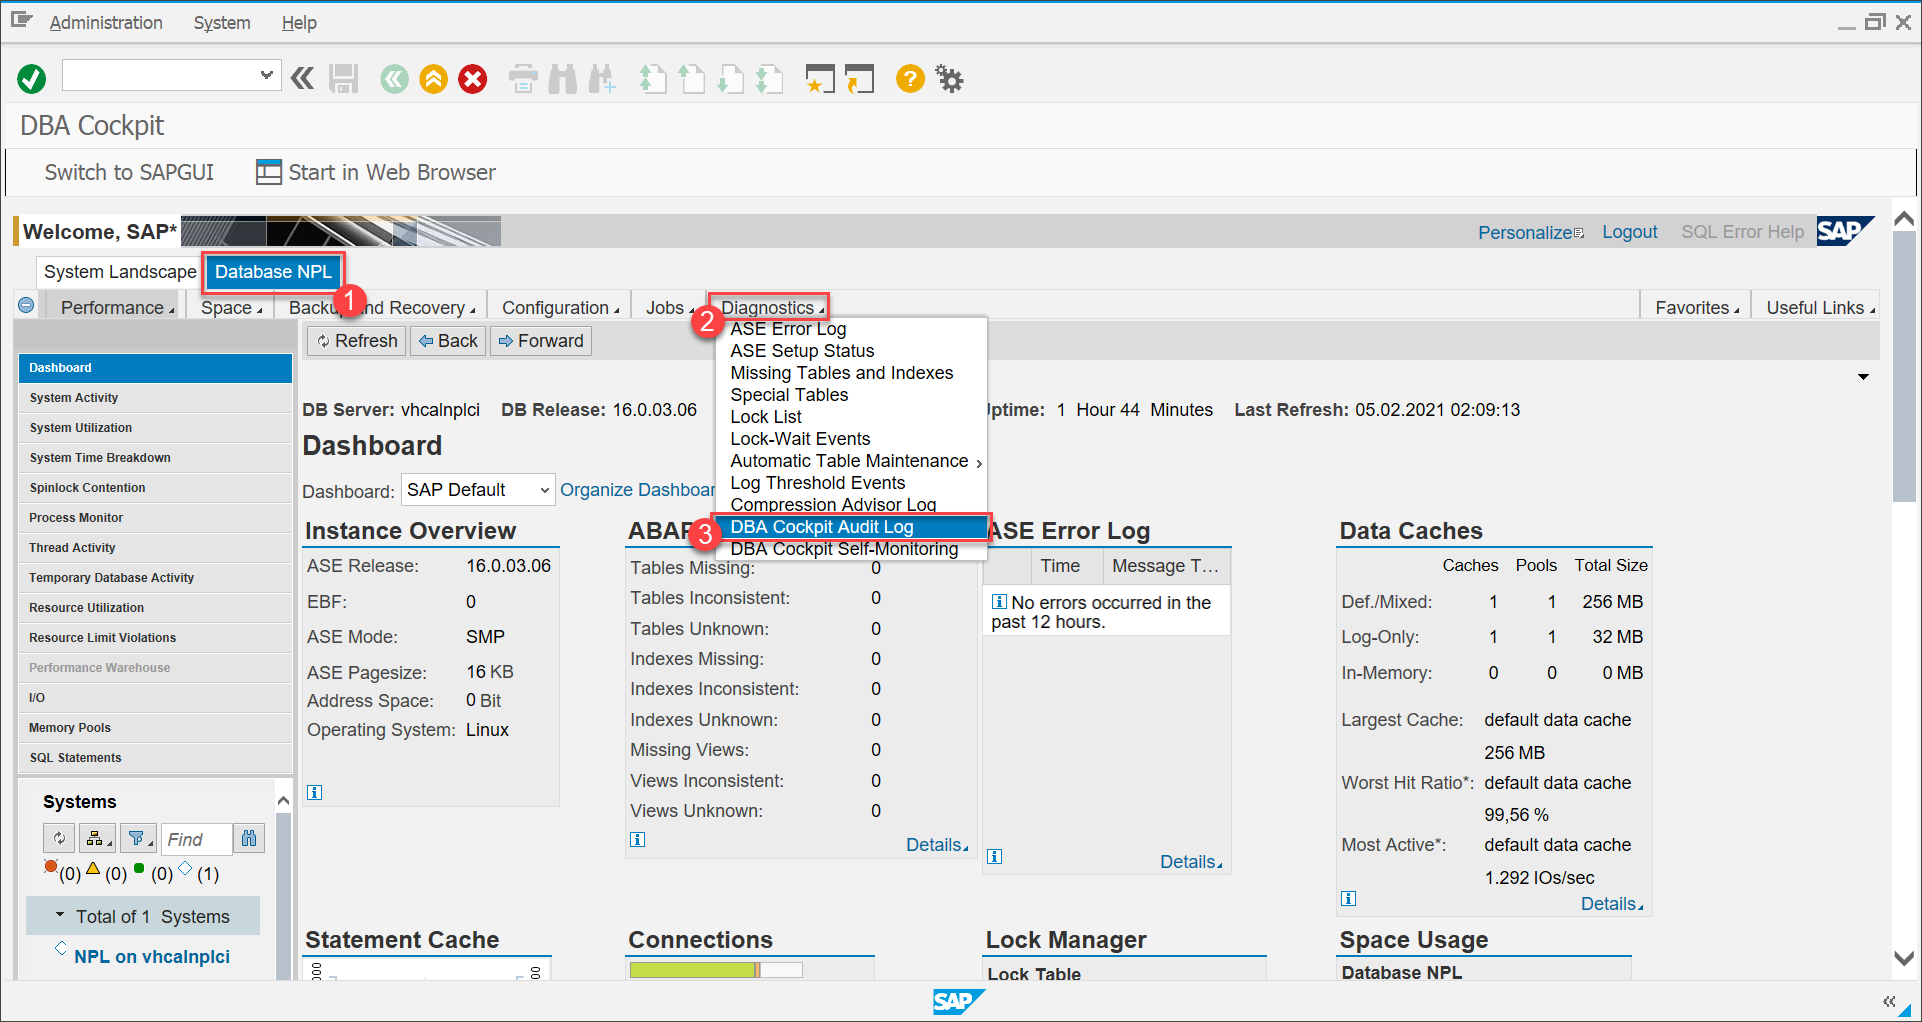 Administration System Help
DBA Cockpit
Switch to SAPGUI Start in Web Browser
Welcome, SAP* Personalize Logout SQL Error Help SAP
System Landscape Database NPL
1
Performance Space Backup and Recovery Configuration Jobs Diagnostics Favorites Useful Links
2
Refresh Back Forward
ASE Error Log
ASE Setup Status
Missing Tables and Indexes
Special Tables
Lock List
Lock-Wait Events
Automatic Table Maintenance
Log Threshold Events
Compression Advisor Log
3
DBA Cockpit Audit Log
DBA Cockpit Self-Monitoring
Dashboard
System Activity
System Utilization
System Time Breakdown
Spinlock Contention
Process Monitor
Thread Activity
Temporary Database Activity
Resource Utilization
Resource Limit Violations
Performance Warehouse
I/O
Memory Pools
SQL Statements
Systems
Find
(0) (0) (0) (1)
Total of 1 Systems
NPL on vhcalnplci
DB Server: vhcalnplci DB Release: 16.0.03.06 Uptime: 1 Hour 44 Minutes Last Refresh: 05.02.2021 02:09:13
Dashboard
Dashboard: SAP Default Organize Dashboar
Instance Overview
ASE Release: 16.0.03.06
EBF: 0
ASE Mode: SMP
ASE Pagesize: 16 KB
Address Space: 0 Bit
Operating System: Linux
ABAP
Tables Missing: 0
Tables Inconsistent: 0
Tables Unknown: 0
Indexes Missing: 0
Indexes Inconsistent: 0
Indexes Unknown: 0
Missing Views: 0
Views Inconsistent: 0
Views Unknown: 0
Details
ASE Error Log
Time Message T...
No errors occurred in the
past 12 hours.
Details
Data Caches
Caches Pools Total Size
Def./Mixed: 1 1 256 MB
Log-Only: 1 1 32 MB
In-Memory: 0 0 0 MB
Largest Cache: default data cache
256 MB
Worst Hit Ratio*: default data cache
99,56 %
Most Active*: default data cache
1.292 IOs/sec
Details
Statement Cache
Connections
Lock Manager
Lock Table
Space Usage
Database NPL
SAP